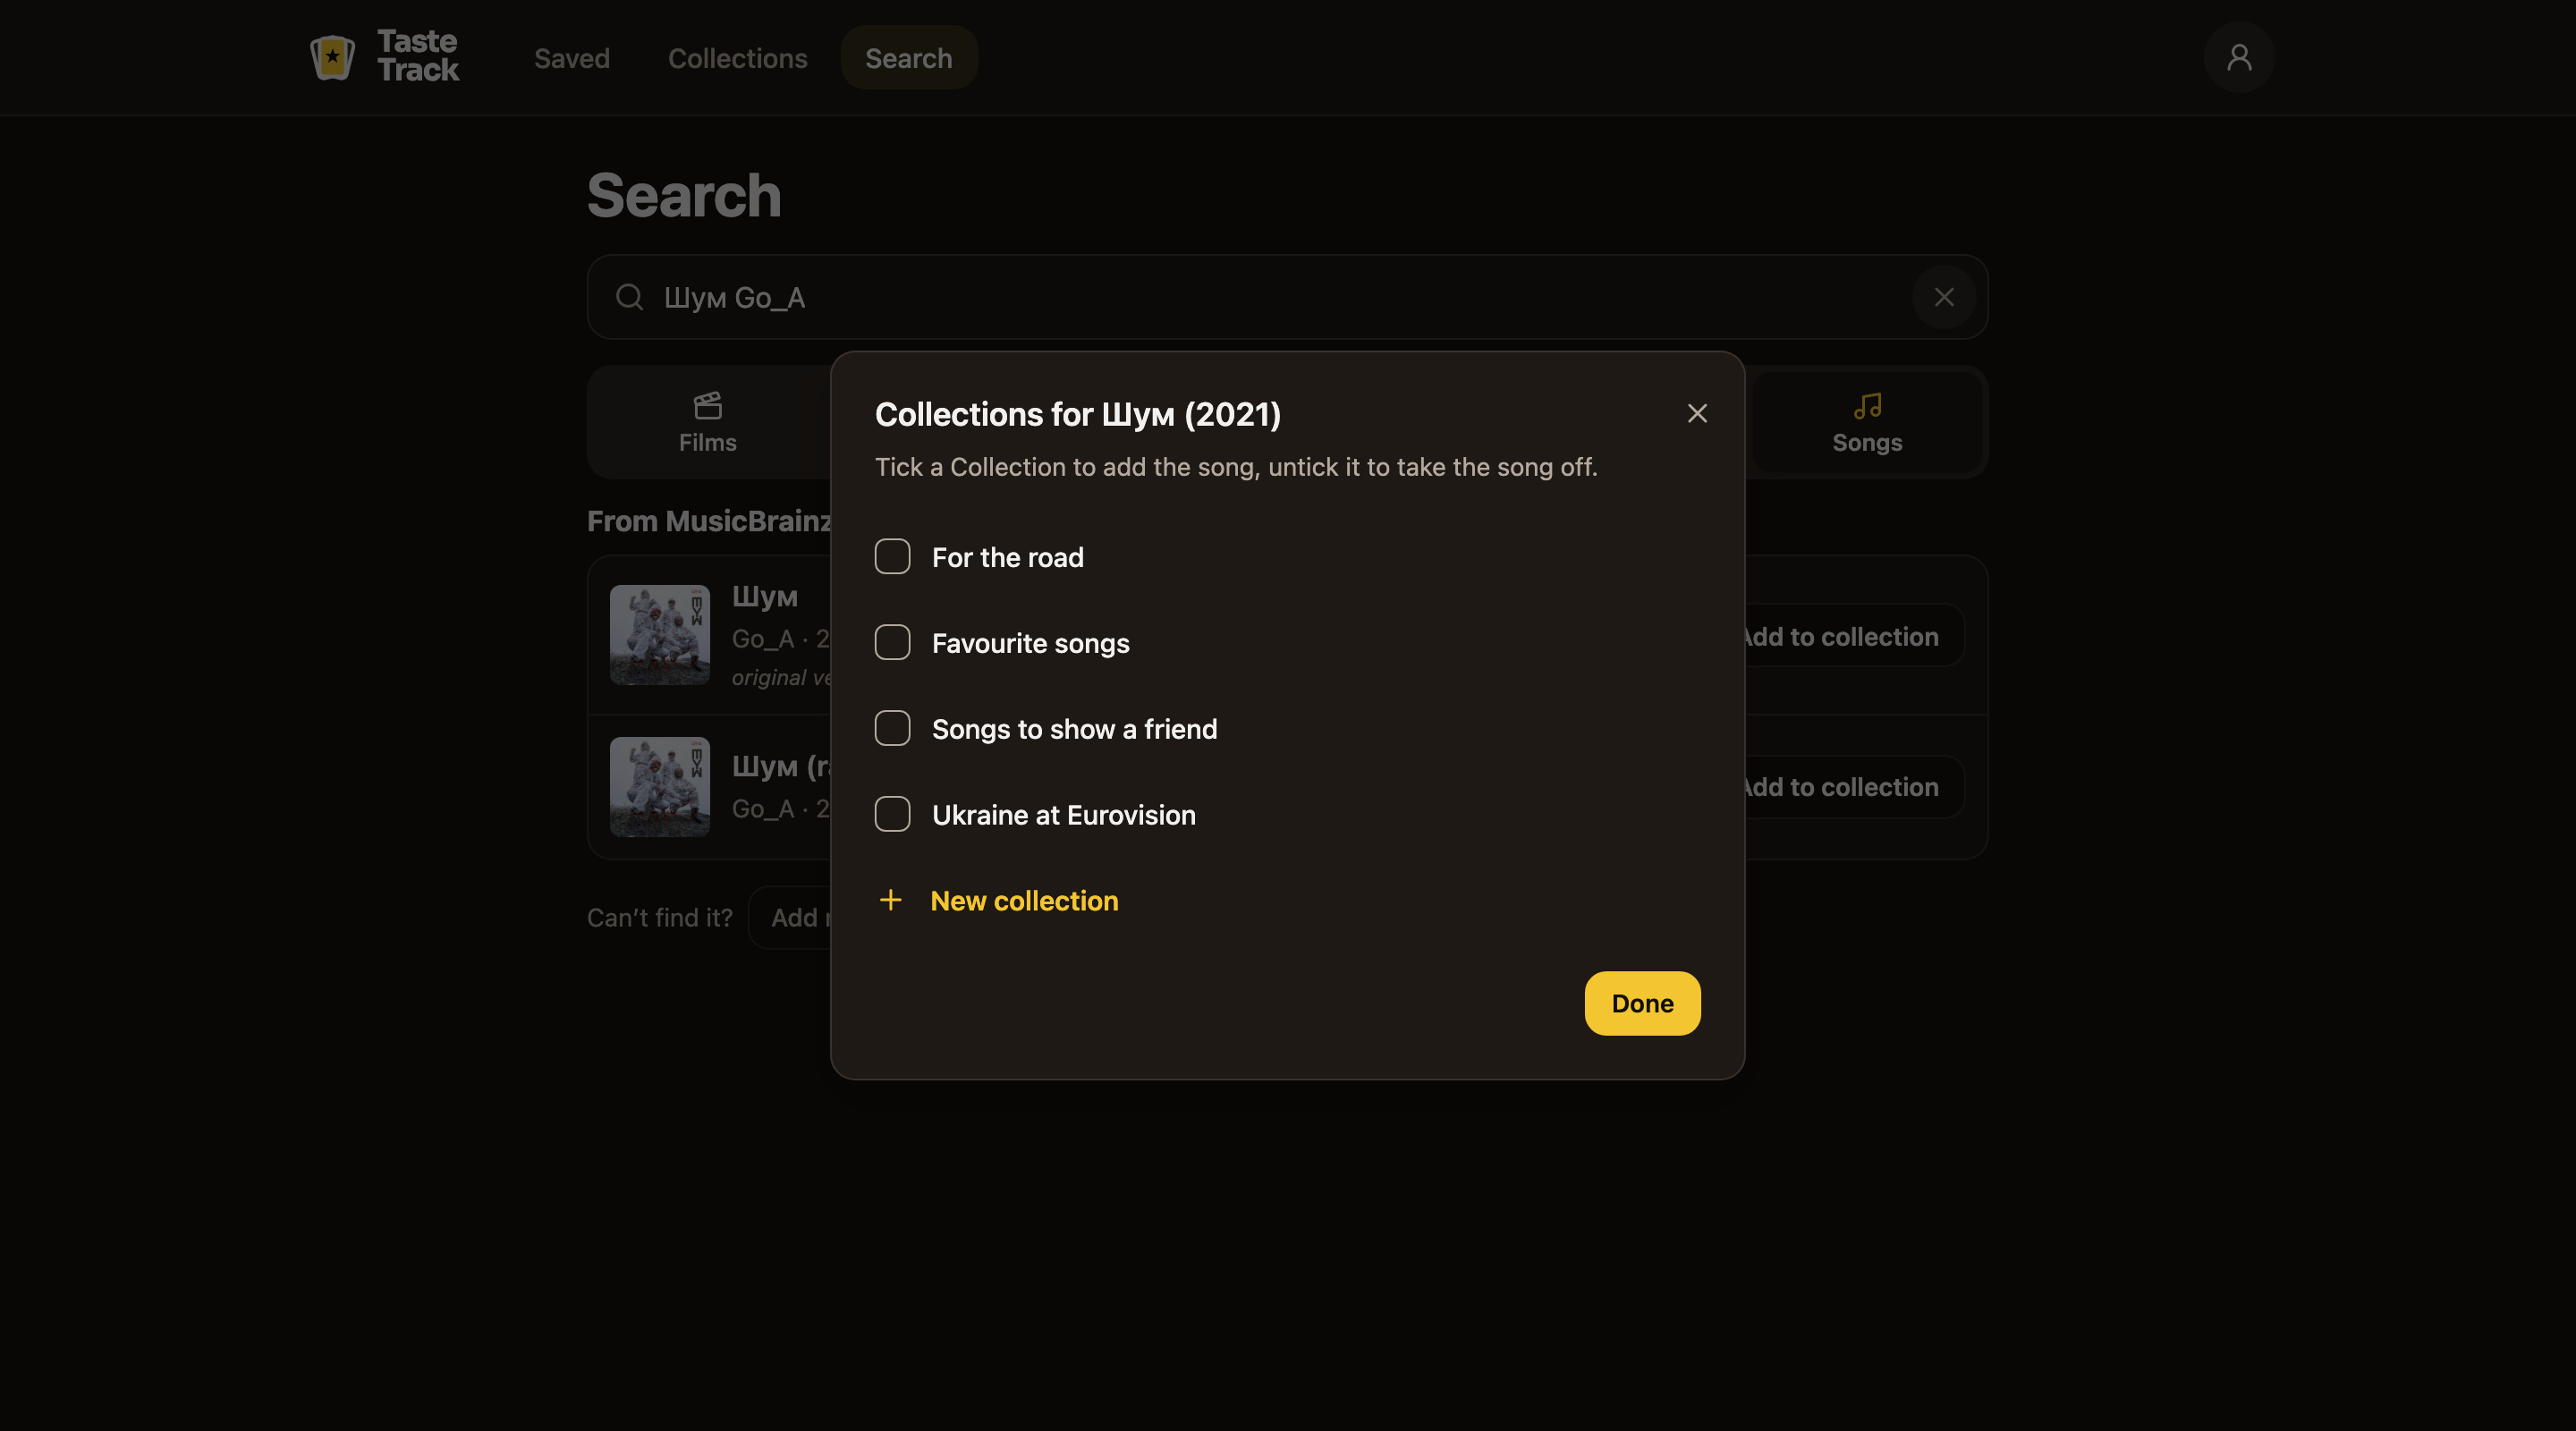 Taste
Track
Saved
Collections
Search
Search
Шум Go_A
Films
Songs
Collections for Шум (2021)
Tick a Collection to add the song, untick it to take the song off.
For the road
Favourite songs
Songs to show a friend
Ukraine at Eurovision
New collection
Done
From MusicBrainz
Шум
Go_A · 2
original
Add to collection
Шум
Go_A · 2
Add to collection
Can’t find it?
Add